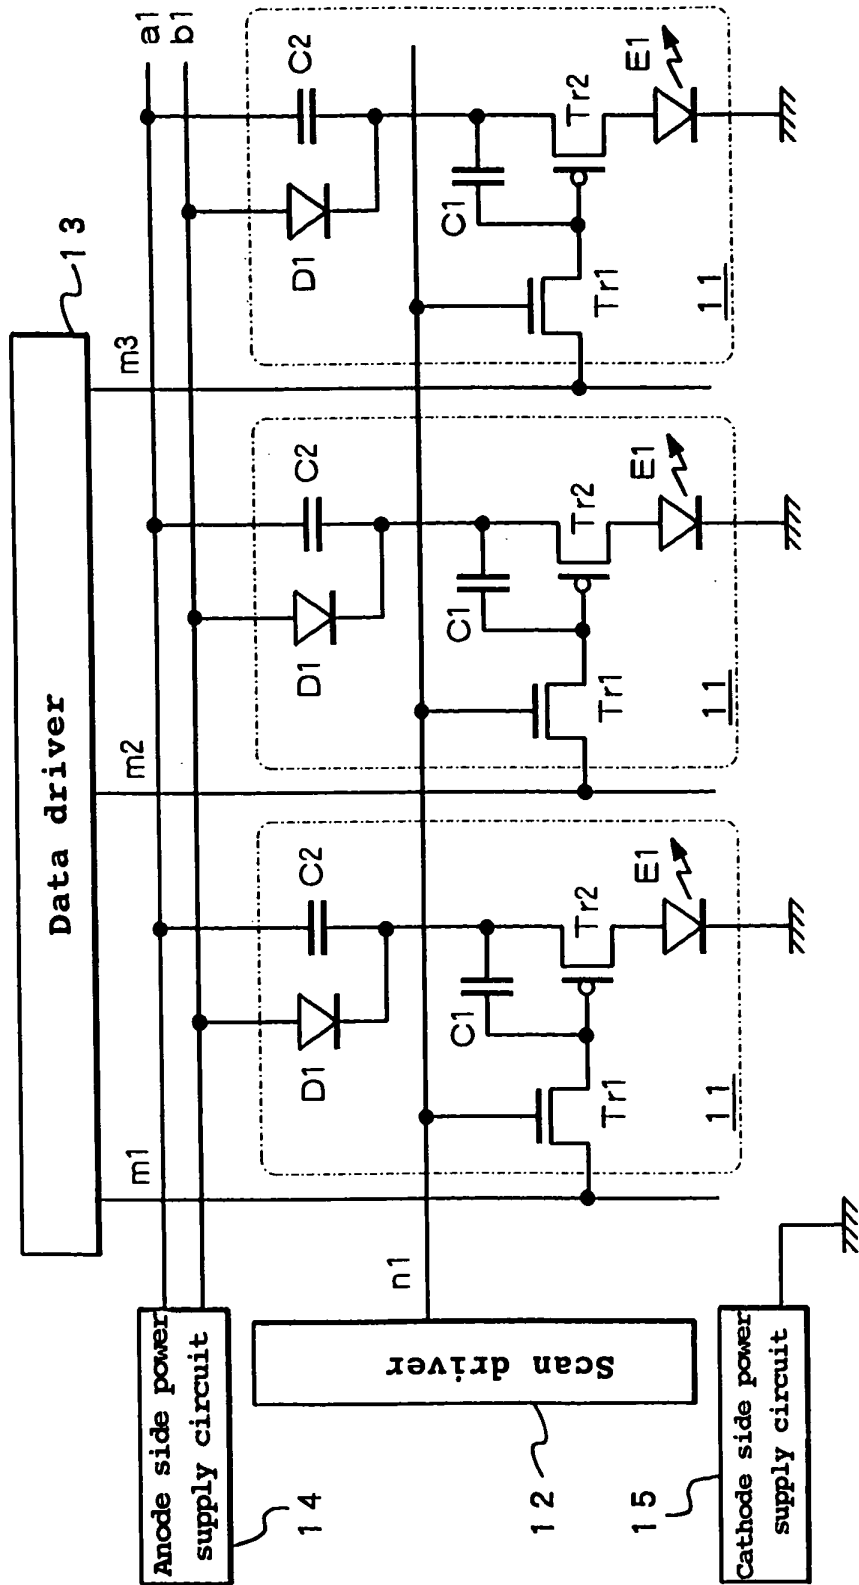 Data driver
13
a1
b1
m1
m2
m3
Anode side power
supply circuit
14
D1
C2
D1
C2
D1
C2
n1
C1
C1
C1
Scan driver
12
Tr1
Tr2
E1
11
Tr1
Tr2
E1
11
Tr1
Tr2
E1
11
Cathode side power
supply circuit
15